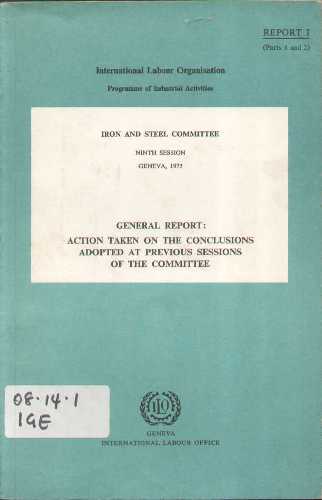 REPORT I
(Parts 1 and 2)
International Labour Organisation
Programme of Industrial Activities
IRON AND STEEL COMMITTEE
NINTH SESSION
GENEVA, 1975
GENERAL REPORT:
ACTION TAKEN ON THE CONCLUSIONS
ADOPTED AT PREVIOUS SESSIONS
OF THE COMMITTEE
08.14.1
IGE
ILO
GENEVA
INTERNATIONAL LABOUR OFFICE